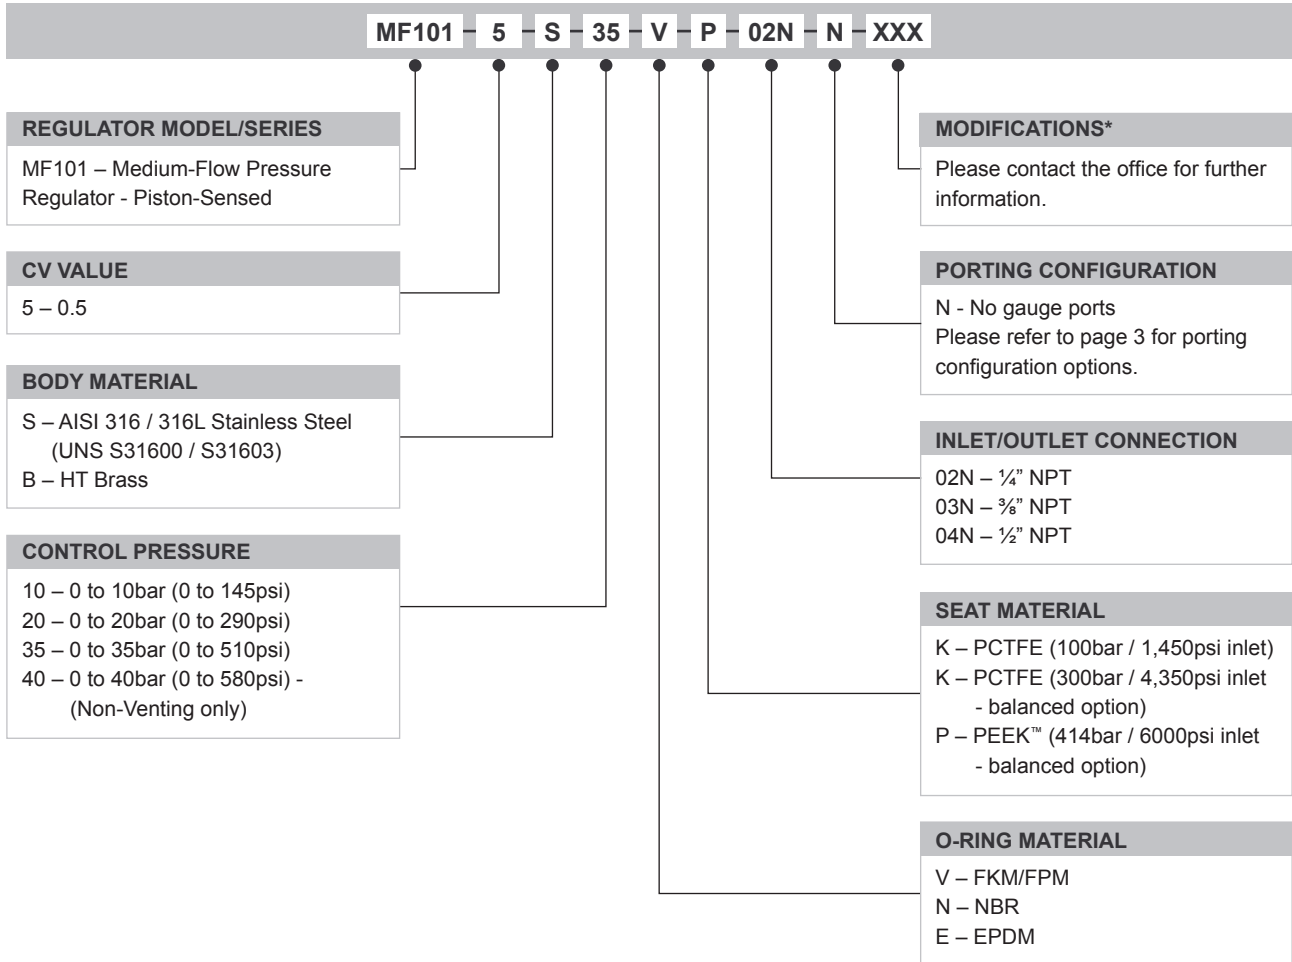 MF101 5 S 35 V P 02N N XXX
REGULATOR MODEL/SERIES
MF101 – Medium-Flow Pressure
Regulator - Piston-Sensed
CV VALUE
5 – 0.5
BODY MATERIAL
S – AISI 316 / 316L Stainless Steel
(UNS S31600 / S31603)
B – HT Brass
CONTROL PRESSURE
10 – 0 to 10bar (0 to 145psi)
20 – 0 to 20bar (0 to 290psi)
35 – 0 to 35bar (0 to 510psi)
40 – 0 to 40bar (0 to 580psi) -
(Non-Venting only)
MODIFICATIONS*
Please contact the office for further
information.
PORTING CONFIGURATION
N - No gauge ports
Please refer to page 3 for porting
configuration options.
INLET/OUTLET CONNECTION
02N – ¼” NPT
03N – ⅜” NPT
04N – ½” NPT
SEAT MATERIAL
K – PCTFE (100bar / 1,450psi inlet)
K – PCTFE (300bar / 4,350psi inlet
- balanced option)
P – PEEK™ (414bar / 6000psi inlet
- balanced option)
O-RING MATERIAL
V – FKM/FPM
N – NBR
E – EPDM